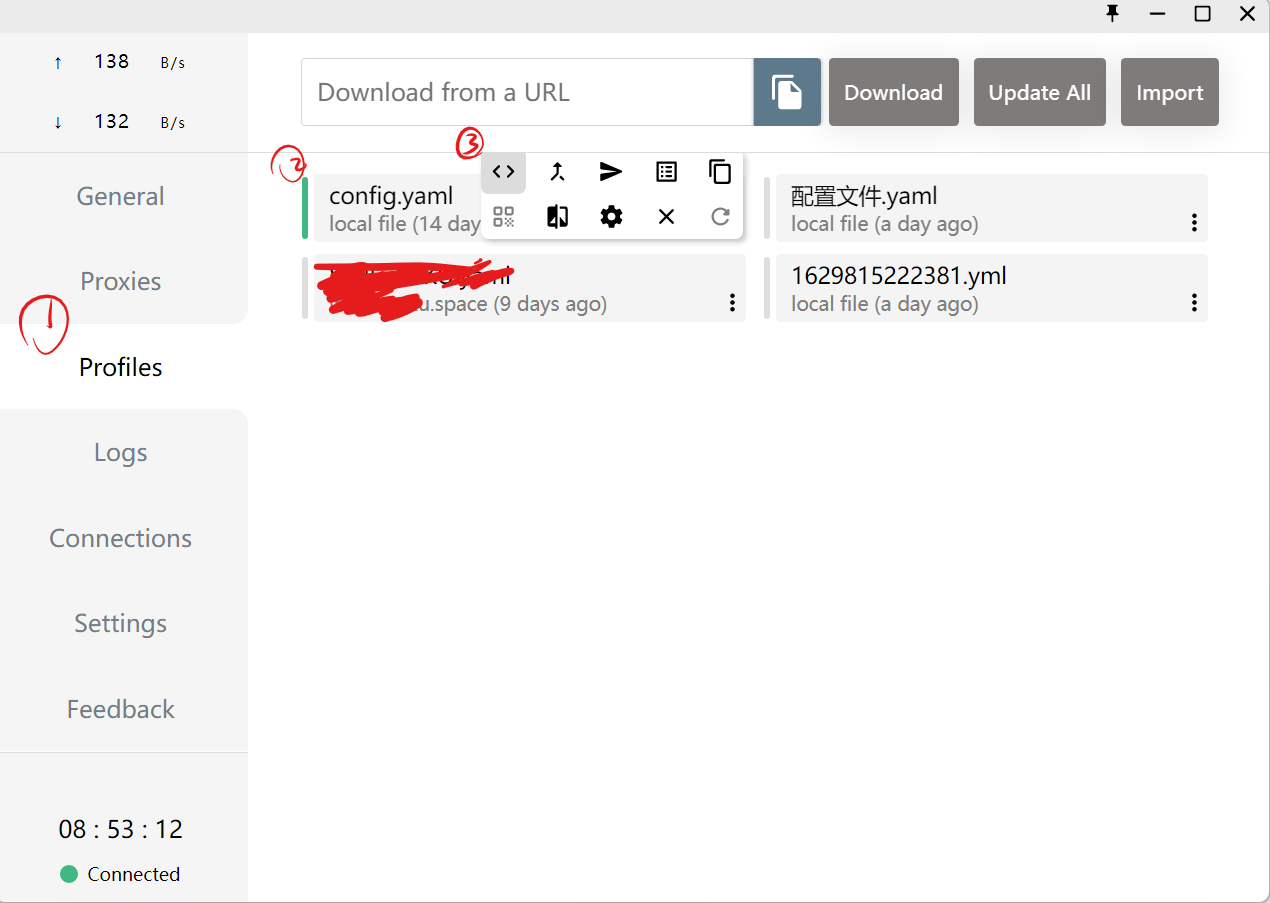 ↑ 138 B/s
↓ 132 B/s
General
Proxies
Profiles
Logs
Connections
Settings
Feedback
08 : 53 : 12
Connected
Download from a URL
Download
Update All
Import
1
2
3
config.yaml
local file (14 day
配置文件.yaml
local file (a day ago)
.space (9 days ago)
1629815222381.yml
local file (a day ago)